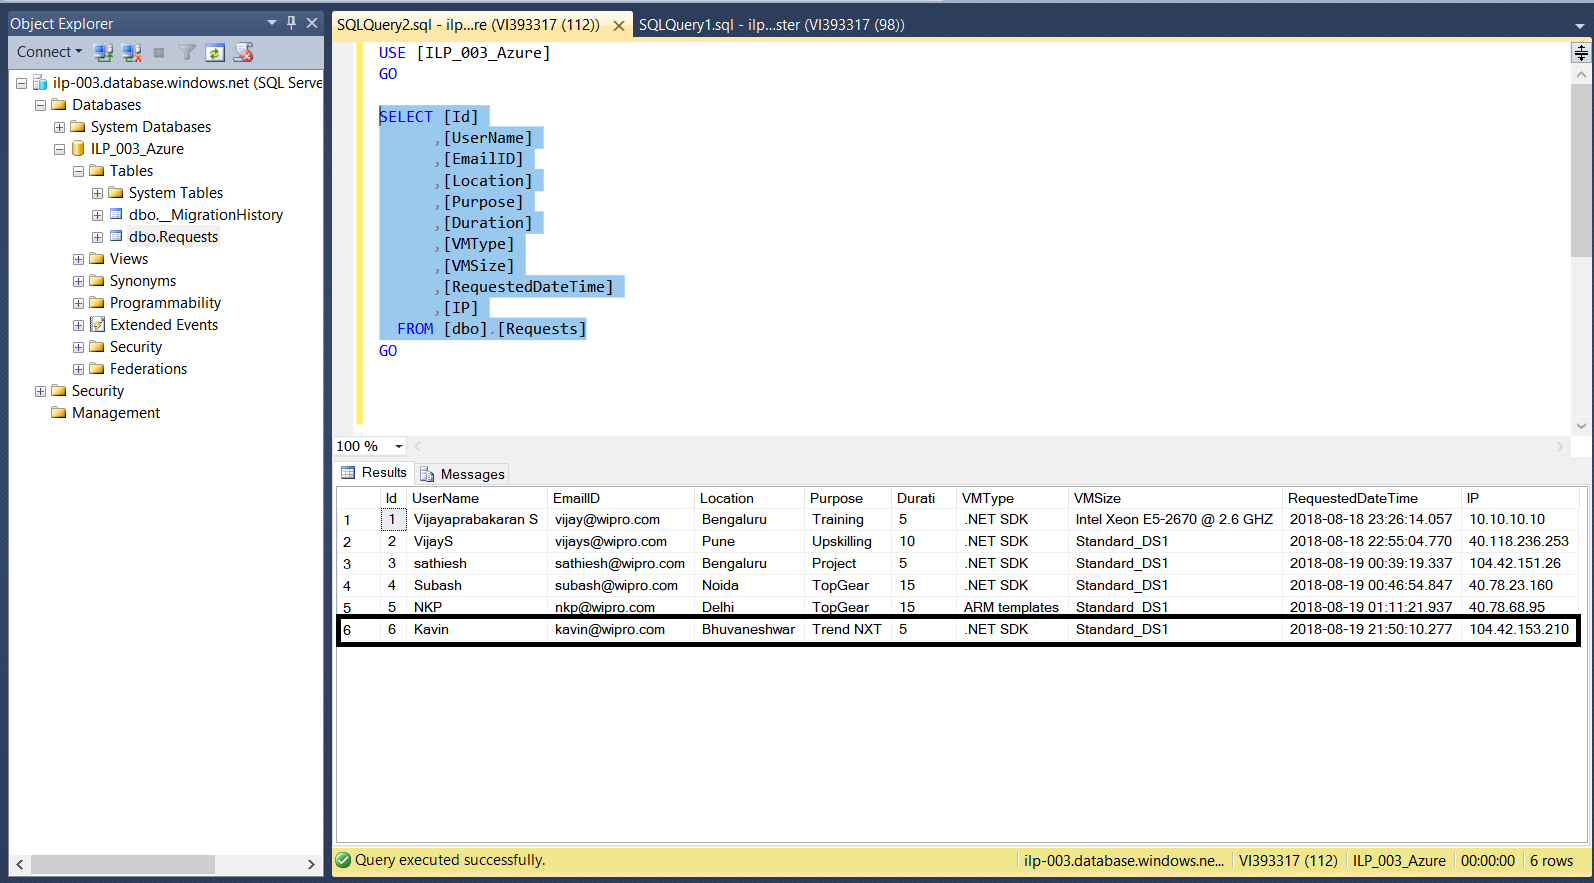 Object Explorer
Connect
ilp-003.database.windows.net (SQL Serve
Databases
System Databases
ILP_003_Azure
Tables
System Tables
dbo.__MigrationHistory
dbo.Requests
Views
Synonyms
Programmability
Extended Events
Security
Federations
Security
Management
SQLQuery2.sql - ilp...re (VI393317 (112)) SQLQuery1.sql - ilp...ster (VI393317 (98))
USE [ILP_003_Azure]
GO
SELECT [Id]
,[UserName]
,[EmailID]
,[Location]
,[Purpose]
,[Duration]
,[VMType]
,[VMSize]
,[RequestedDateTime]
,[IP]
FROM [dbo].[Requests]
GO
100 %
Results Messages
Id UserName EmailID Location Purpose Durati VMType VMSize RequestedDateTime IP
1 1 Vijayaprabakaran S vijay@wipro.com Bengaluru Training 5 .NET SDK Intel Xeon E5-2670 @ 2.6 GHZ 2018-08-18 23:26:14.057 10.10.10.10
2 2 VijayS vijays@wipro.com Pune Upskilling 10 .NET SDK Standard_DS1 2018-08-18 22:55:04.770 40.118.236.253
3 3 sathiesh sathiesh@wipro.com Bengaluru Project 5 .NET SDK Standard_DS1 2018-08-19 00:39:19.337 104.42.151.26
4 4 Subash subash@wipro.com Noida TopGear 15 .NET SDK Standard_DS1 2018-08-19 00:46:54.847 40.78.23.160
5 5 NKP nkp@wipro.com Delhi TopGear 15 ARM templates Standard_DS1 2018-08-19 01:11:21.937 40.78.68.95
6 6 Kavin kavin@wipro.com Bhuvaneshwar Trend NXT 5 .NET SDK Standard_DS1 2018-08-19 21:50:10.277 104.42.153.210
Query executed successfully. ilp-003.database.windows.ne... VI393317 (112) ILP_003_Azure 00:00:00 6 rows